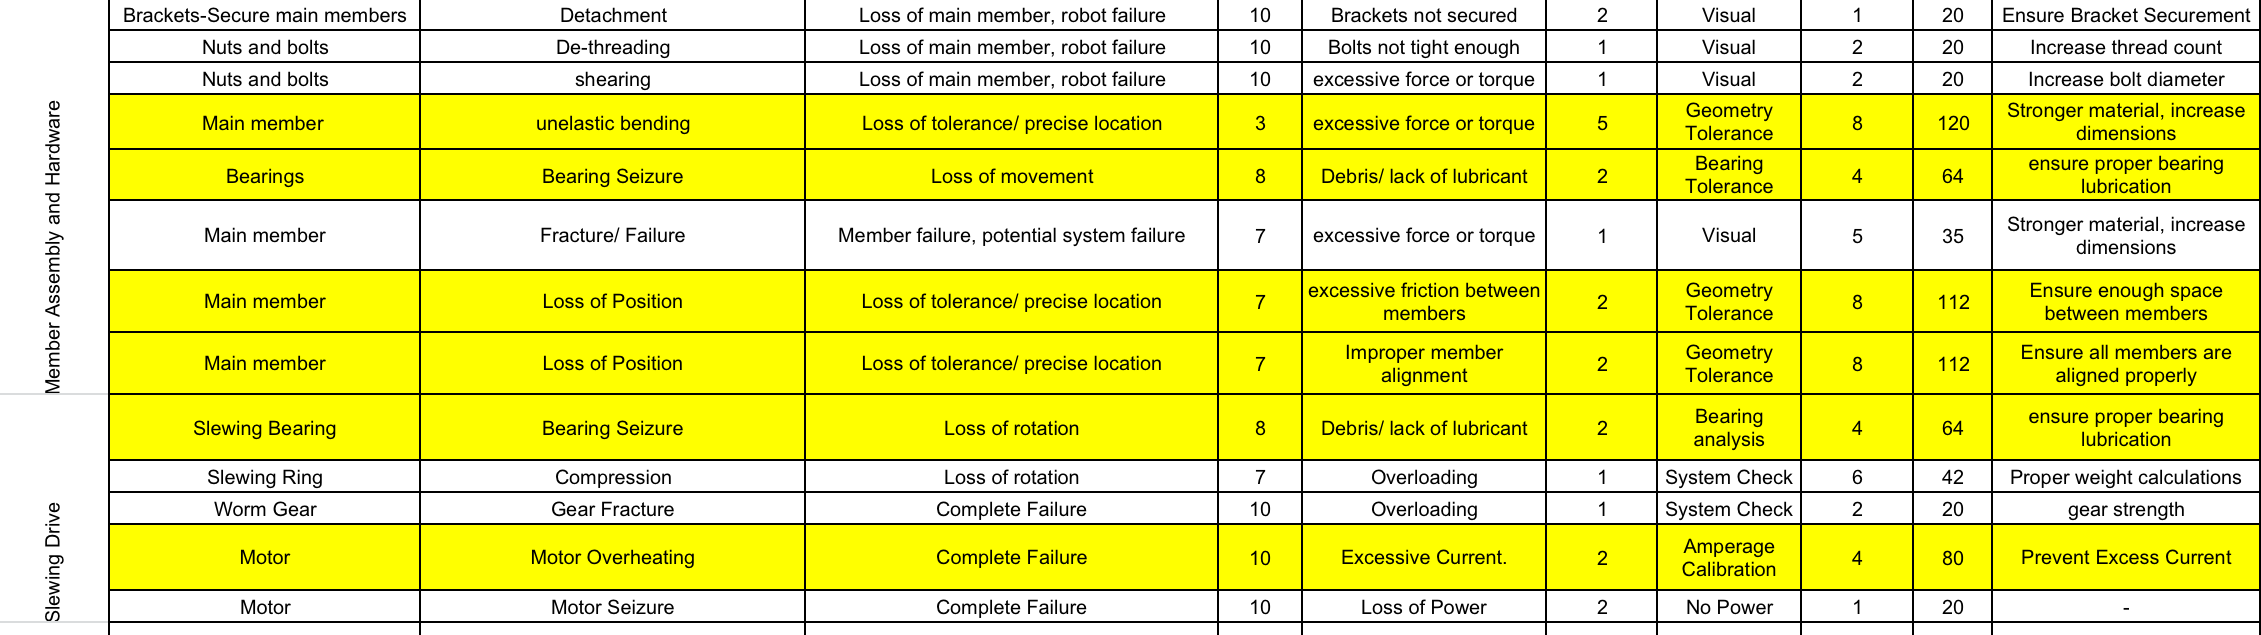 Brackets-Secure main members Detachment Loss of main member, robot failure 10 Brackets not secured 2 Visual 1 20 Ensure Bracket Securement
Nuts and bolts De-threading Loss of main member, robot failure 10 Bolts not tight enough 1 Visual 2 20 Increase thread count
Nuts and bolts shearing Loss of main member, robot failure 10 excessive force or torque 1 Visual 2 20 Increase bolt diameter
Member Assembly and Hardware
Main member unelastic bending Loss of tolerance/ precise location 3 excessive force or torque 5 Geometry Tolerance 8 120 Stronger material, increase dimensions
Bearings Bearing Seizure Loss of movement 8 Debris/ lack of lubricant 2 Bearing Tolerance 4 64 ensure proper bearing lubrication
Main member Fracture/ Failure Member failure, potential system failure 7 excessive force or torque 1 Visual 5 35 Stronger material, increase dimensions
Main member Loss of Position Loss of tolerance/ precise location 7 excessive friction between members 2 Geometry Tolerance 8 112 Ensure enough space between members
Main member Loss of Position Loss of tolerance/ precise location 7 Improper member alignment 2 Geometry Tolerance 8 112 Ensure all members are aligned properly
Slewing Drive
Slewing Bearing Bearing Seizure Loss of rotation 8 Debris/ lack of lubricant 2 Bearing analysis 4 64 ensure proper bearing lubrication
Slewing Ring Compression Loss of rotation 7 Overloading 1 System Check 6 42 Proper weight calculations
Worm Gear Gear Fracture Complete Failure 10 Overloading 1 System Check 2 20 gear strength
Motor Motor Overheating Complete Failure 10 Excessive Current. 2 Amperage Calibration 4 80 Prevent Excess Current
Motor Motor Seizure Complete Failure 10 Loss of Power 2 No Power 1 20 -